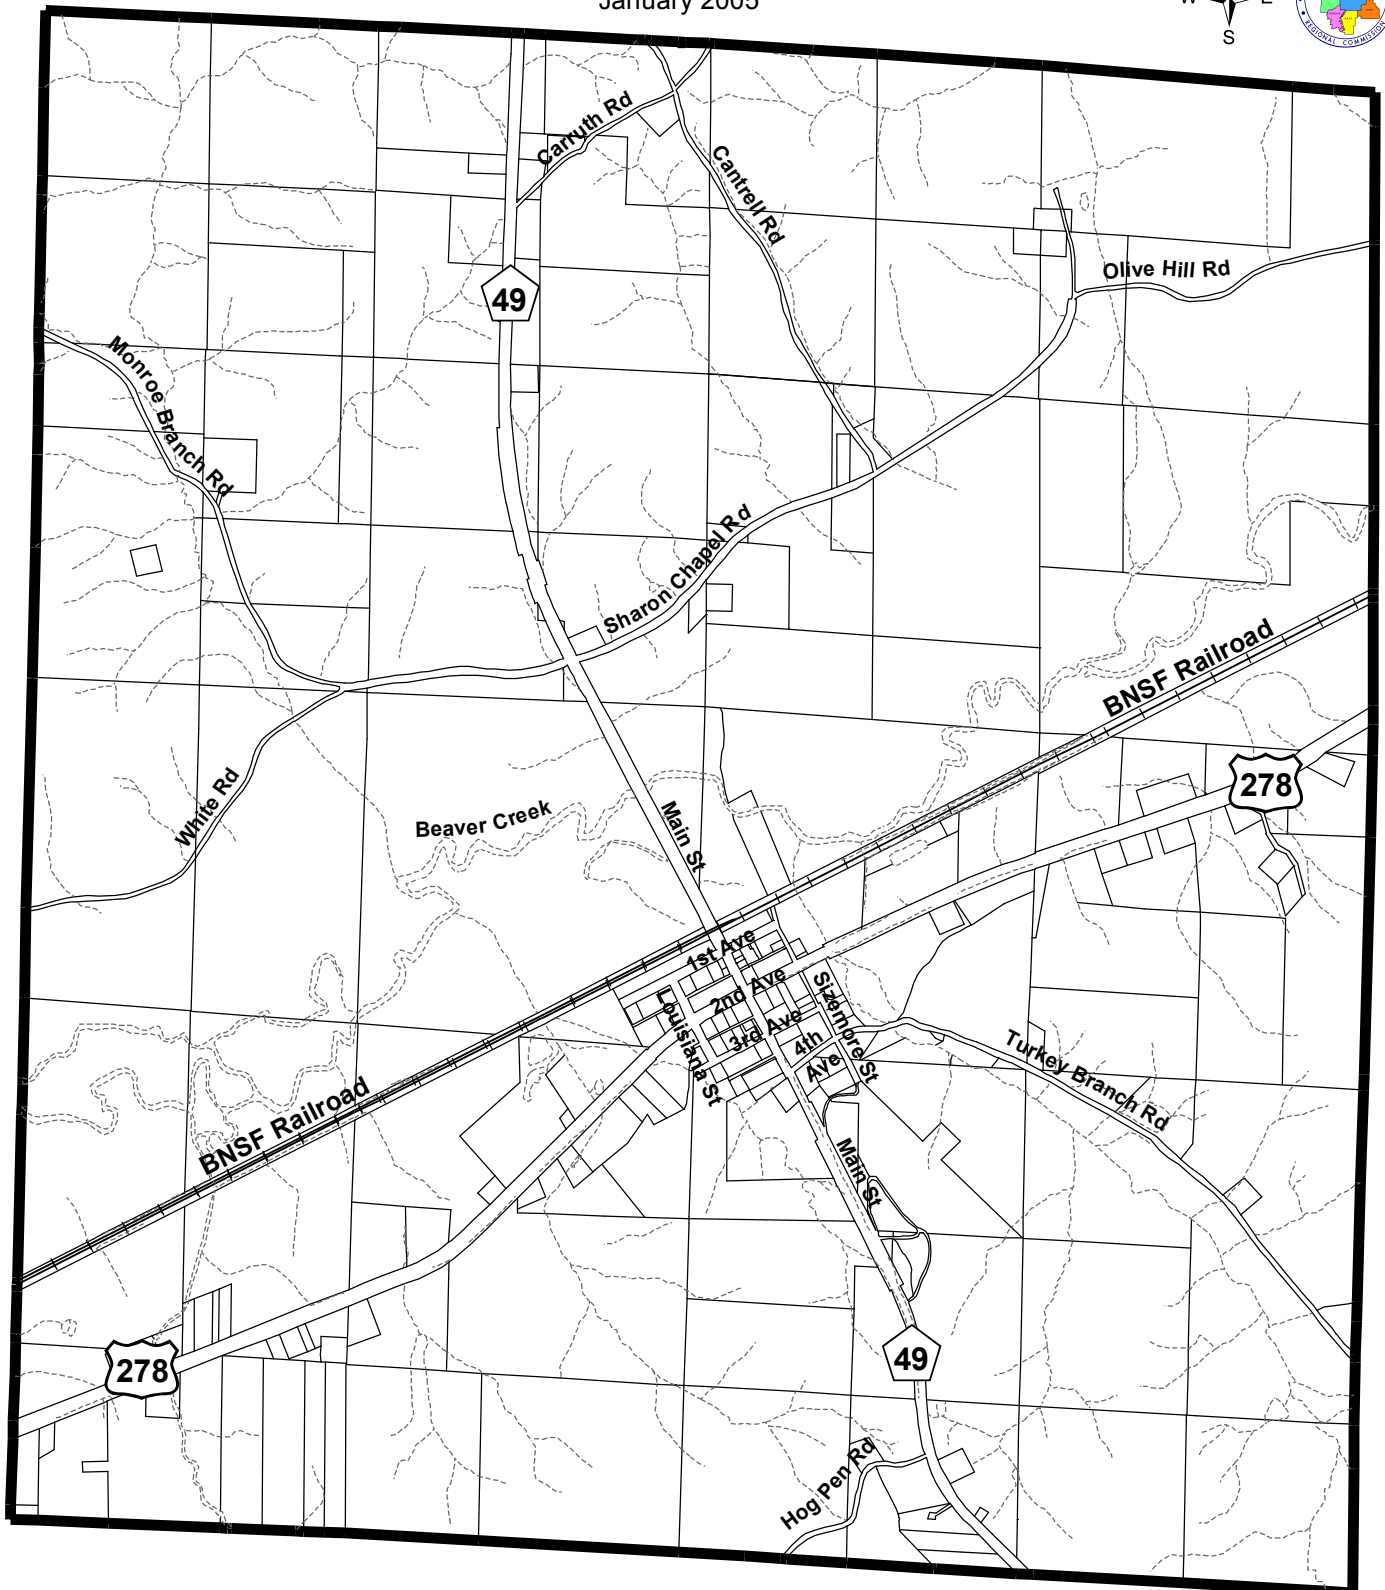 January 2005
W
E
S
REGIONAL COMMISSION
Carruth Rd
Cantrell Rd
Olive Hill Rd
49
Monroe Branch Rd
Sharon Chapel Rd
BNSF Railroad
278
White Rd
Beaver Creek
Main St
1st Ave
2nd Ave
3rd Ave
4th
Ave
Louisiana St
Sizemore St
Turkey Branch Rd
BNSF Railroad
Main St
278
49
Hog Pen Rd